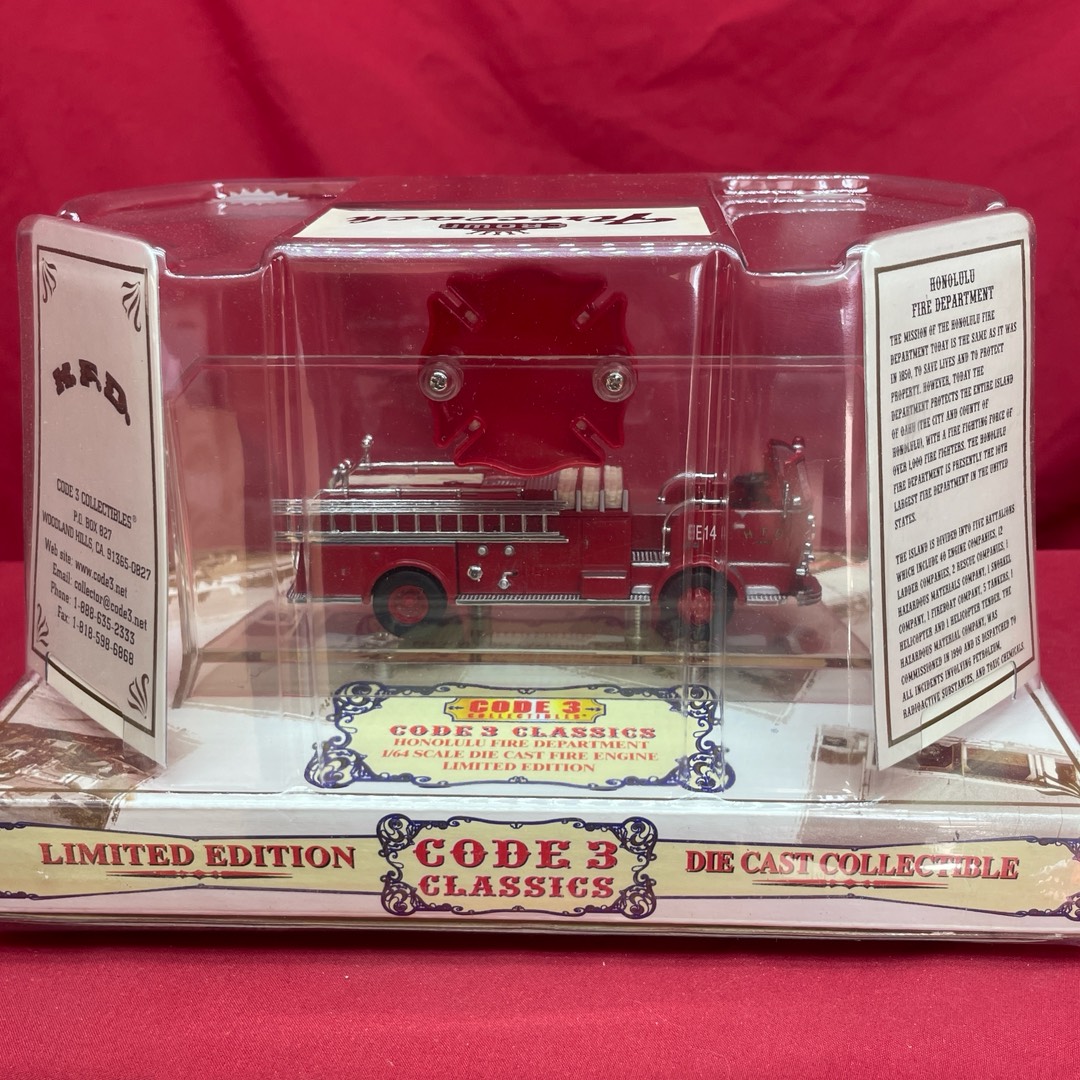 CROWN
Firecoach
H.F.D.
CODE 3 COLLECTIBLES®
P.O. BOX 827
WOODLAND HILLS, CA. 91365-0827
Web site: www.code3.net
Email: collector@code3.net
Phone: 1-888-635-2333
Fax: 1-818-598-6868
E14
HONOLULU
FIRE DEPARTMENT
THE MISSION OF THE HONOLULU FIRE
DEPARTMENT TODAY IS THE SAME AS IT WAS
IN 1850, TO SAVE LIVES AND TO PROTECT
PROPERTY. HOWEVER, TODAY THE
DEPARTMENT PROTECTS THE ENTIRE ISLAND
OF OAHU (THE CITY AND COUNTY OF
HONOLULU), WITH A FIRE FIGHTING FORCE OF
OVER 1,000 FIRE FIGHTERS. THE HONOLULU
FIRE DEPARTMENT IS PRESENTLY THE 16TH
LARGEST FIRE DEPARTMENT IN THE UNITED
STATES.
THE ISLAND IS DIVIDED INTO FIVE BATTALIONS
WHICH INCLUDE 40 ENGINE COMPANIES, 12
LADDER COMPANIES, 2 RESCUE COMPANIES, 1
HAZARDOUS MATERIALS COMPANY, 1 SNORKEL
COMPANY, 1 FIREBOAT COMPANY, 5 TANKERS, 1
HELICOPTER AND 1 HELICOPTER TENDER. THE
HAZARDOUS MATERIAL COMPANY, WAS
COMMISSIONED IN 1990 AND IS DISPATCHED TO
ALL INCIDENTS INVOLVING PETROLEUM,
RADIOACTIVE SUBSTANCES, AND TOXIC CHEMICALS.
CODE 3
COLLECTIBLES
CODE 3 CLASSICS
HONOLULU FIRE DEPARTMENT
1/64 SCALE DIE CAST FIRE ENGINE
LIMITED EDITION
LIMITED EDITION
CODE 3
CLASSICS
DIE CAST COLLECTIBLE